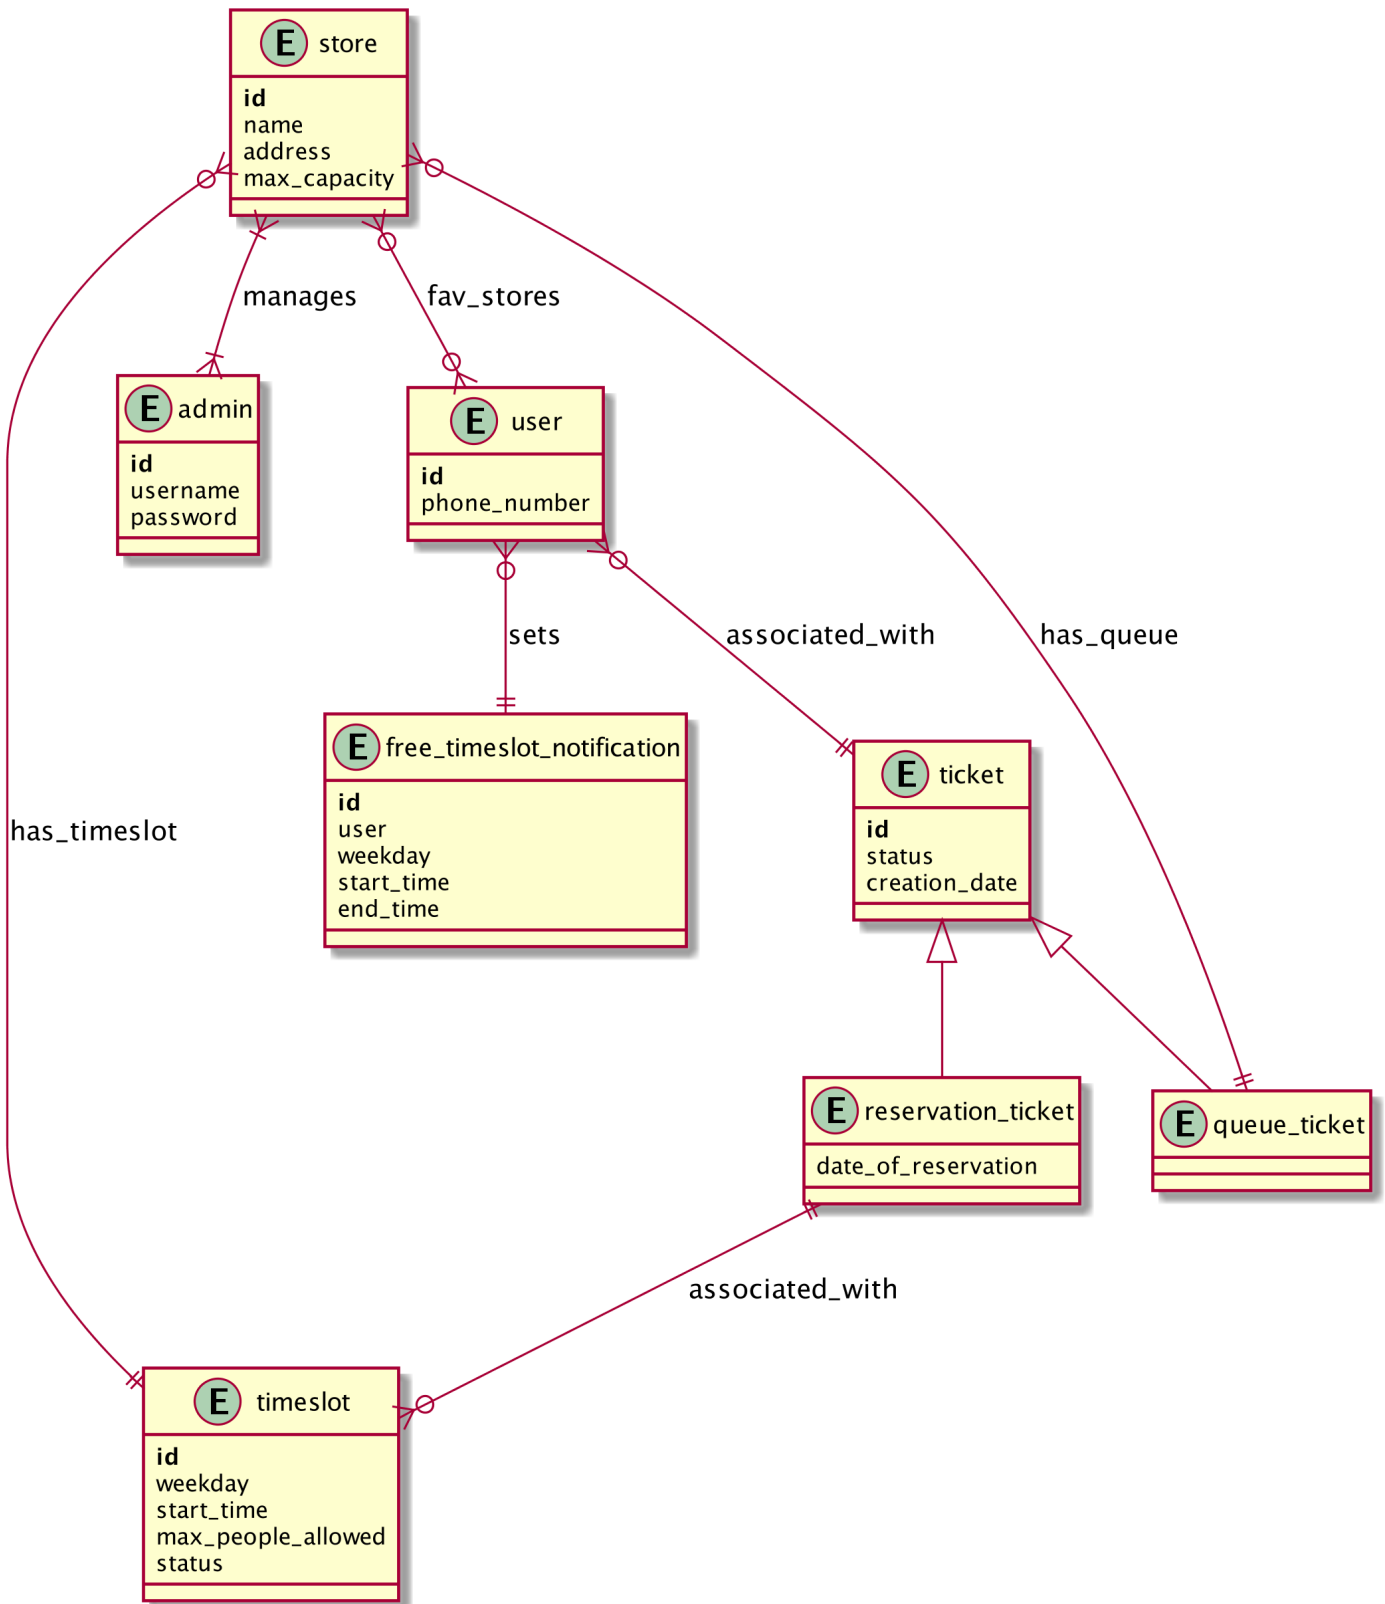 E store
id
name
address
max_capacity
manages
fav_stores
E admin
id
username
password
E user
id
phone_number
sets
associated_with
has_queue
E free_timeslot_notification
id
user
weekday
start_time
end_time
E ticket
id
status
creation_date
has_timeslot
E reservation_ticket
date_of_reservation
E queue_ticket
associated_with
E timeslot
id
weekday
start_time
max_people_allowed
status